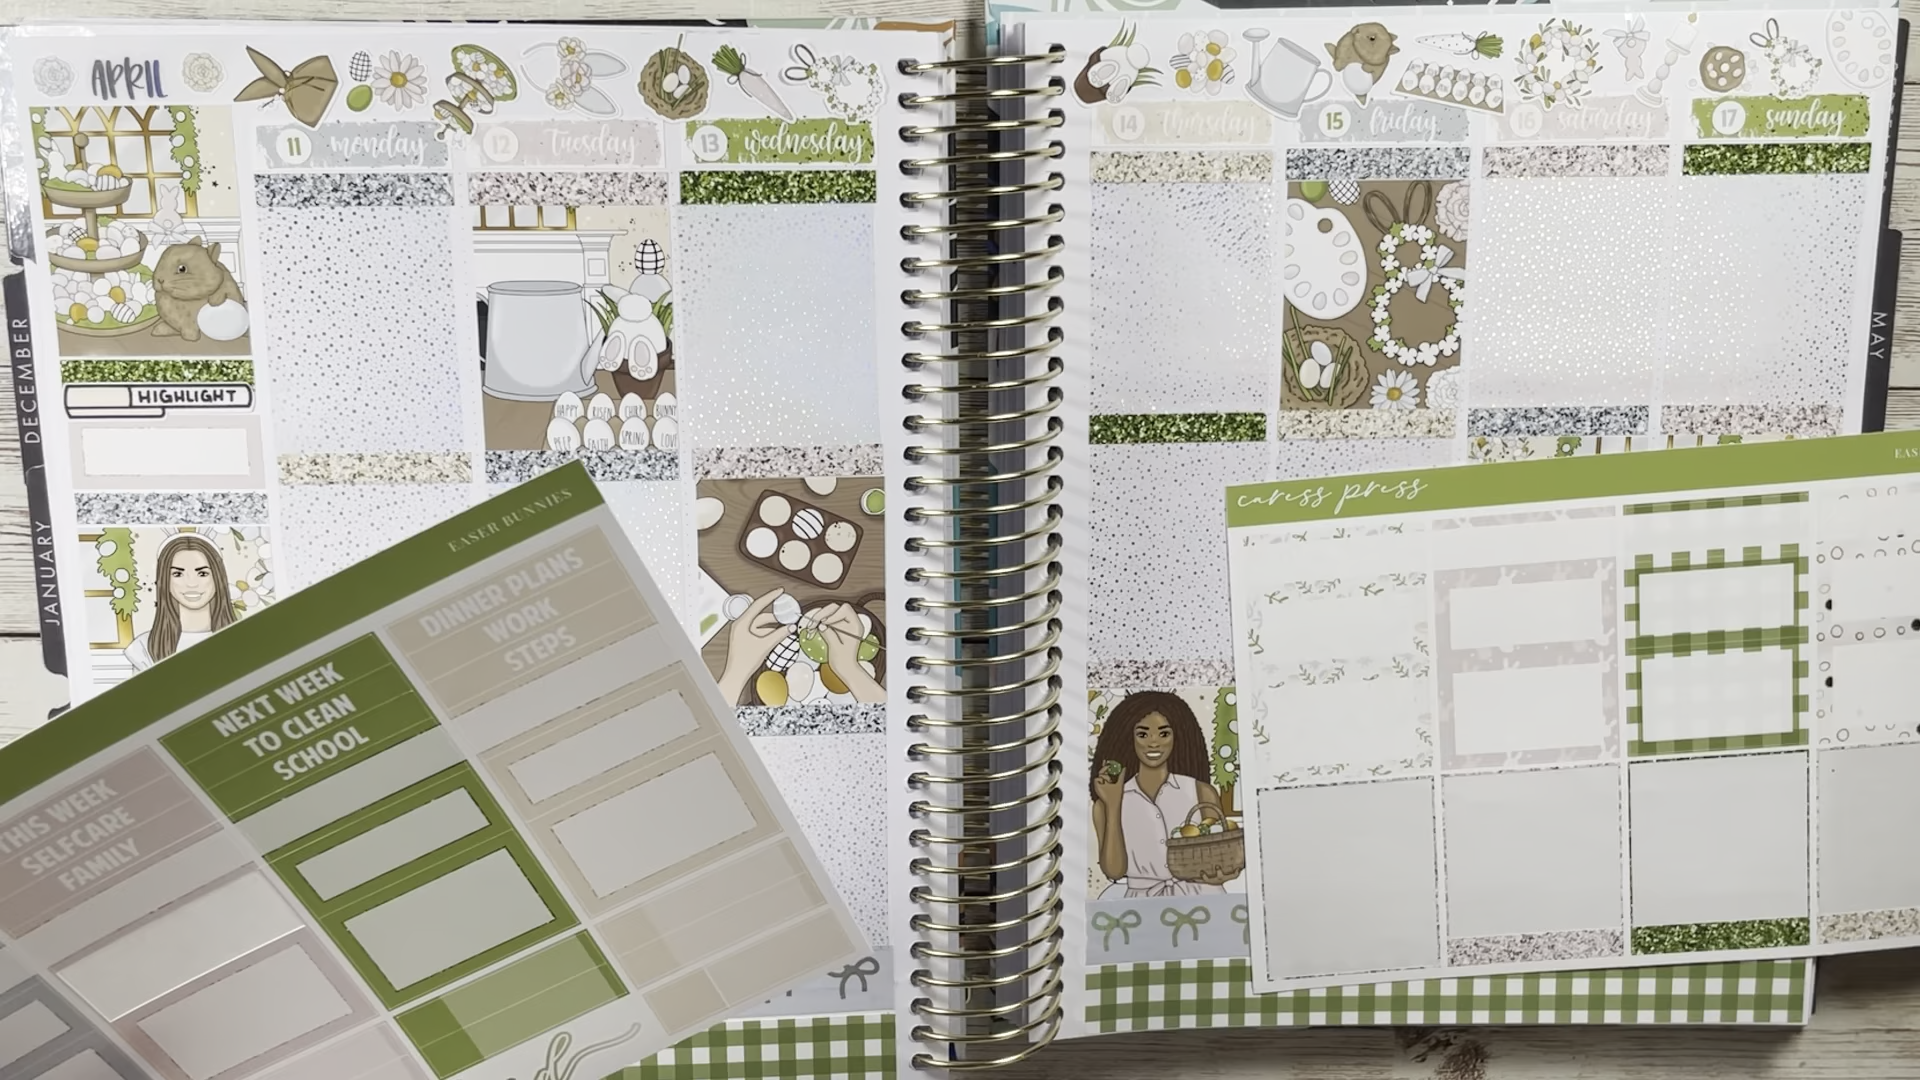 APRIL
11 monday
12 tuesday
13 wednesday
14 thursday
15 friday
16 saturday
17 sunday
HIGHLIGHT
HAPPY RISEN CHIRP BUNNY
PEEP FAITH SPRING LOVE
DECEMBER
JANUARY
MAY
EASER BUNNIES
DINNER PLANS
WORK
STEPS
NEXT WEEK
TO CLEAN
SCHOOL
THIS WEEK
SELFCARE
FAMILY
caress press
EAS